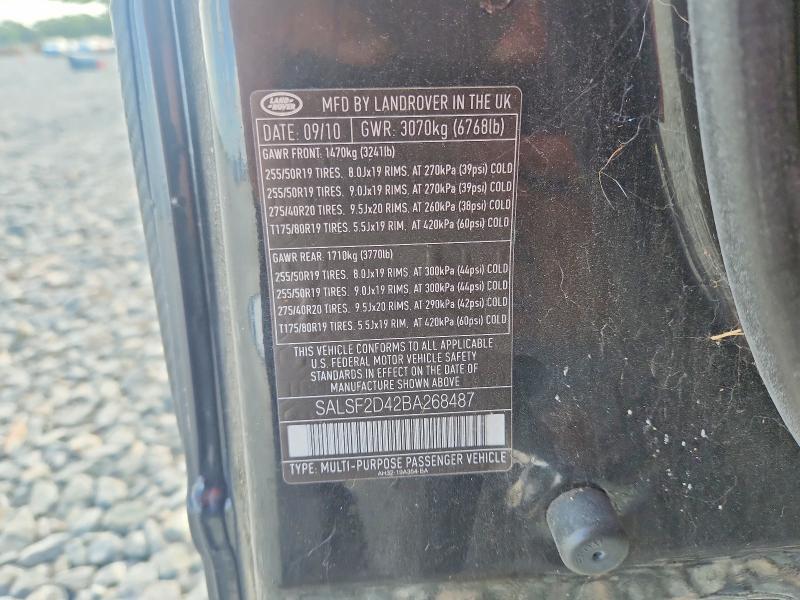 LAND ROVER
MFD BY LANDROVER IN THE UK
DATE: 09/10 GWR: 3070kg (6768lb)
GAWR FRONT: 1470kg (3241lb)
255/50R19 TIRES. 8.0Jx19 RIMS. AT 270kPa (39psi) COLD
255/50R19 TIRES. 9.0Jx19 RIMS. AT 270kPa (39psi) COLD
275/40R20 TIRES. 9.5Jx20 RIMS. AT 260kPa (38psi) COLD
T175/80R19 TIRES. 5.5Jx19 RIM. AT 420kPa (60psi) COLD
GAWR REAR: 1710kg (3770lb)
255/50R19 TIRES. 8.0Jx19 RIMS. AT 300kPa (44psi) COLD
255/50R19 TIRES. 9.0Jx19 RIMS. AT 300kPa (44psi) COLD
275/40R20 TIRES. 9.5Jx20 RIMS. AT 290kPa (42psi) COLD
T175/80R19 TIRES. 5.5Jx19 RIM. AT 420kPa (60psi) COLD
THIS VEHICLE CONFORMS TO ALL APPLICABLE
U.S. FEDERAL MOTOR VEHICLE SAFETY
STANDARDS IN EFFECT ON THE DATE OF
MANUFACTURE SHOWN ABOVE
SALSF2D42BA268487
TYPE: MULTI-PURPOSE PASSENGER VEHICLE
AH32-19A354-BA